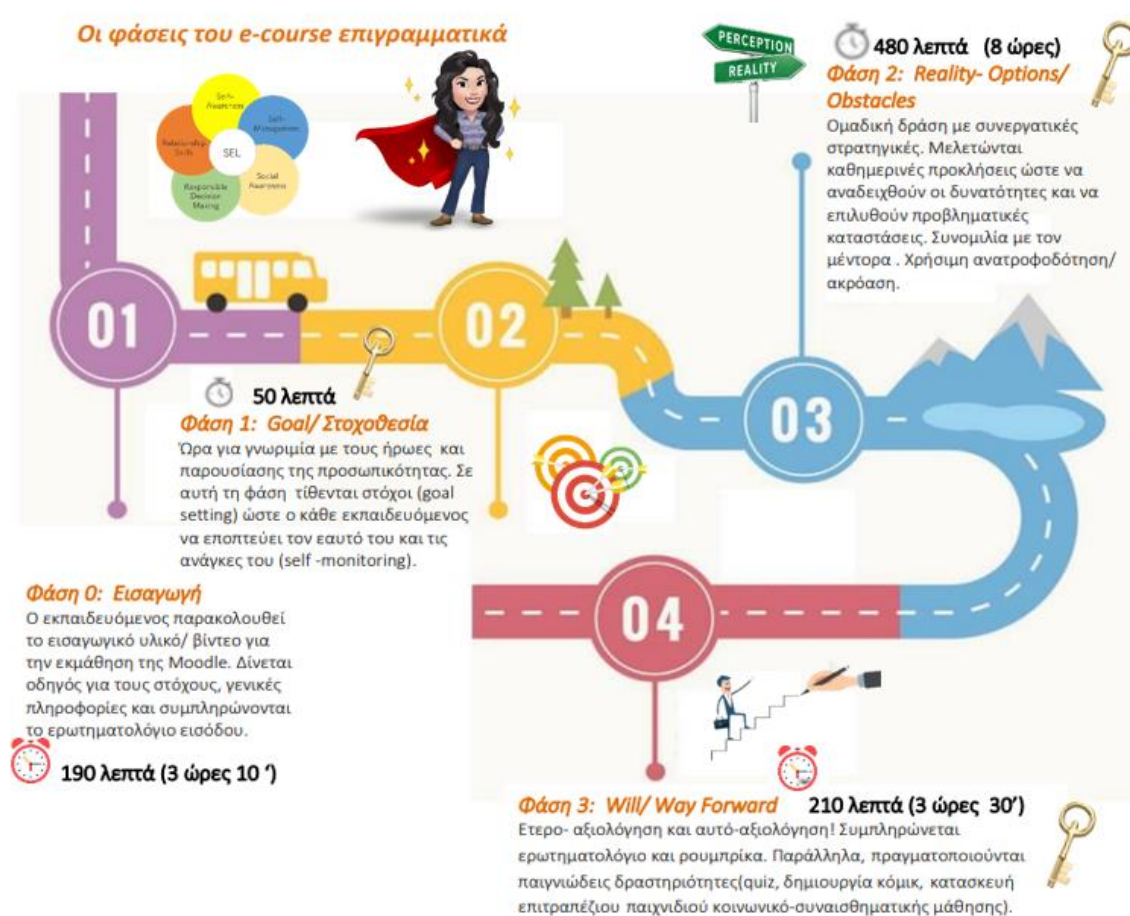 Οι φάσεις του e-course επιγραμματικά
Self-
Awareness
Self-
Management
Relationship
Skills
SEL
Social
Awareness
Responsible
Decision
Making
PERCEPTION
REALITY
480 λεπτά (8 ώρες)
Φάση 2: Reality- Options/
Obstacles
Ομαδική δράση με συνεργατικές
στρατηγικές. Μελετώνται
καθημερινές προκλήσεις ώστε να
αναδειχθούν οι δυνατότητες και να
επιλυθούν προβληματικές
καταστάσεις. Συνομιλία με τον
μέντορα . Χρήσιμη ανατροφοδότηση/
ακρόαση.
01
02
03
50 λεπτά
Φάση 1: Goal/ Στοχοθεσία
Ώρα για γνωριμία με τους ήρωες και
παρουσίασης της προσωπικότητας. Σε
αυτή τη φάση τίθενται στόχοι (goal
setting) ώστε ο κάθε εκπαιδευόμενος
να εποπτεύει τον εαυτό του και τις
ανάγκες του (self -monitoring).
Φάση 0: Εισαγωγή
Ο εκπαιδευόμενος παρακολουθεί
το εισαγωγικό υλικό/ βίντεο για
την εκμάθηση της Moodle. Δίνεται
οδηγός για τους στόχους, γενικές
πληροφορίες και συμπληρώνονται
το ερωτηματολόγιο εισόδου.
190 λεπτά (3 ώρες 10 ‘)
04
Φάση 3: Will/ Way Forward 210 λεπτά (3 ώρες 30’)
Ετερο- αξιολόγηση και αυτό-αξιολόγηση! Συμπληρώνεται
ερωτηματολόγιο και ρουμπρίκα. Παράλληλα, πραγματοποιούνται
παιγνιώδεις δραστηριότητες(quiz, δημιουργία κόμικ, κατασκευή
επιτραπέζιου παιχνιδιού κοινωνικό-συναισθηματικής μάθησης).